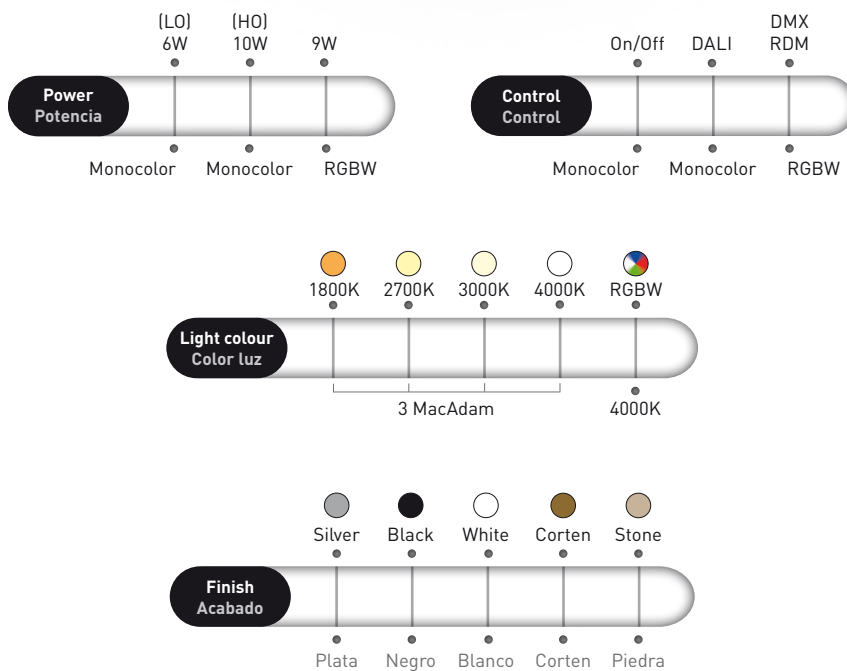 (LO) (HO)
6W 10W 9W
Power
Potencia
Monocolor Monocolor RGBW
DMX
On/Off DALI RDM
Control
Control
Monocolor Monocolor RGBW
1800K 2700K 3000K 4000K RGBW
Light colour
Color luz
3 MacAdam 4000K
Silver Black White Corten Stone
Finish
Acabado
Plata Negro Blanco Corten Piedra